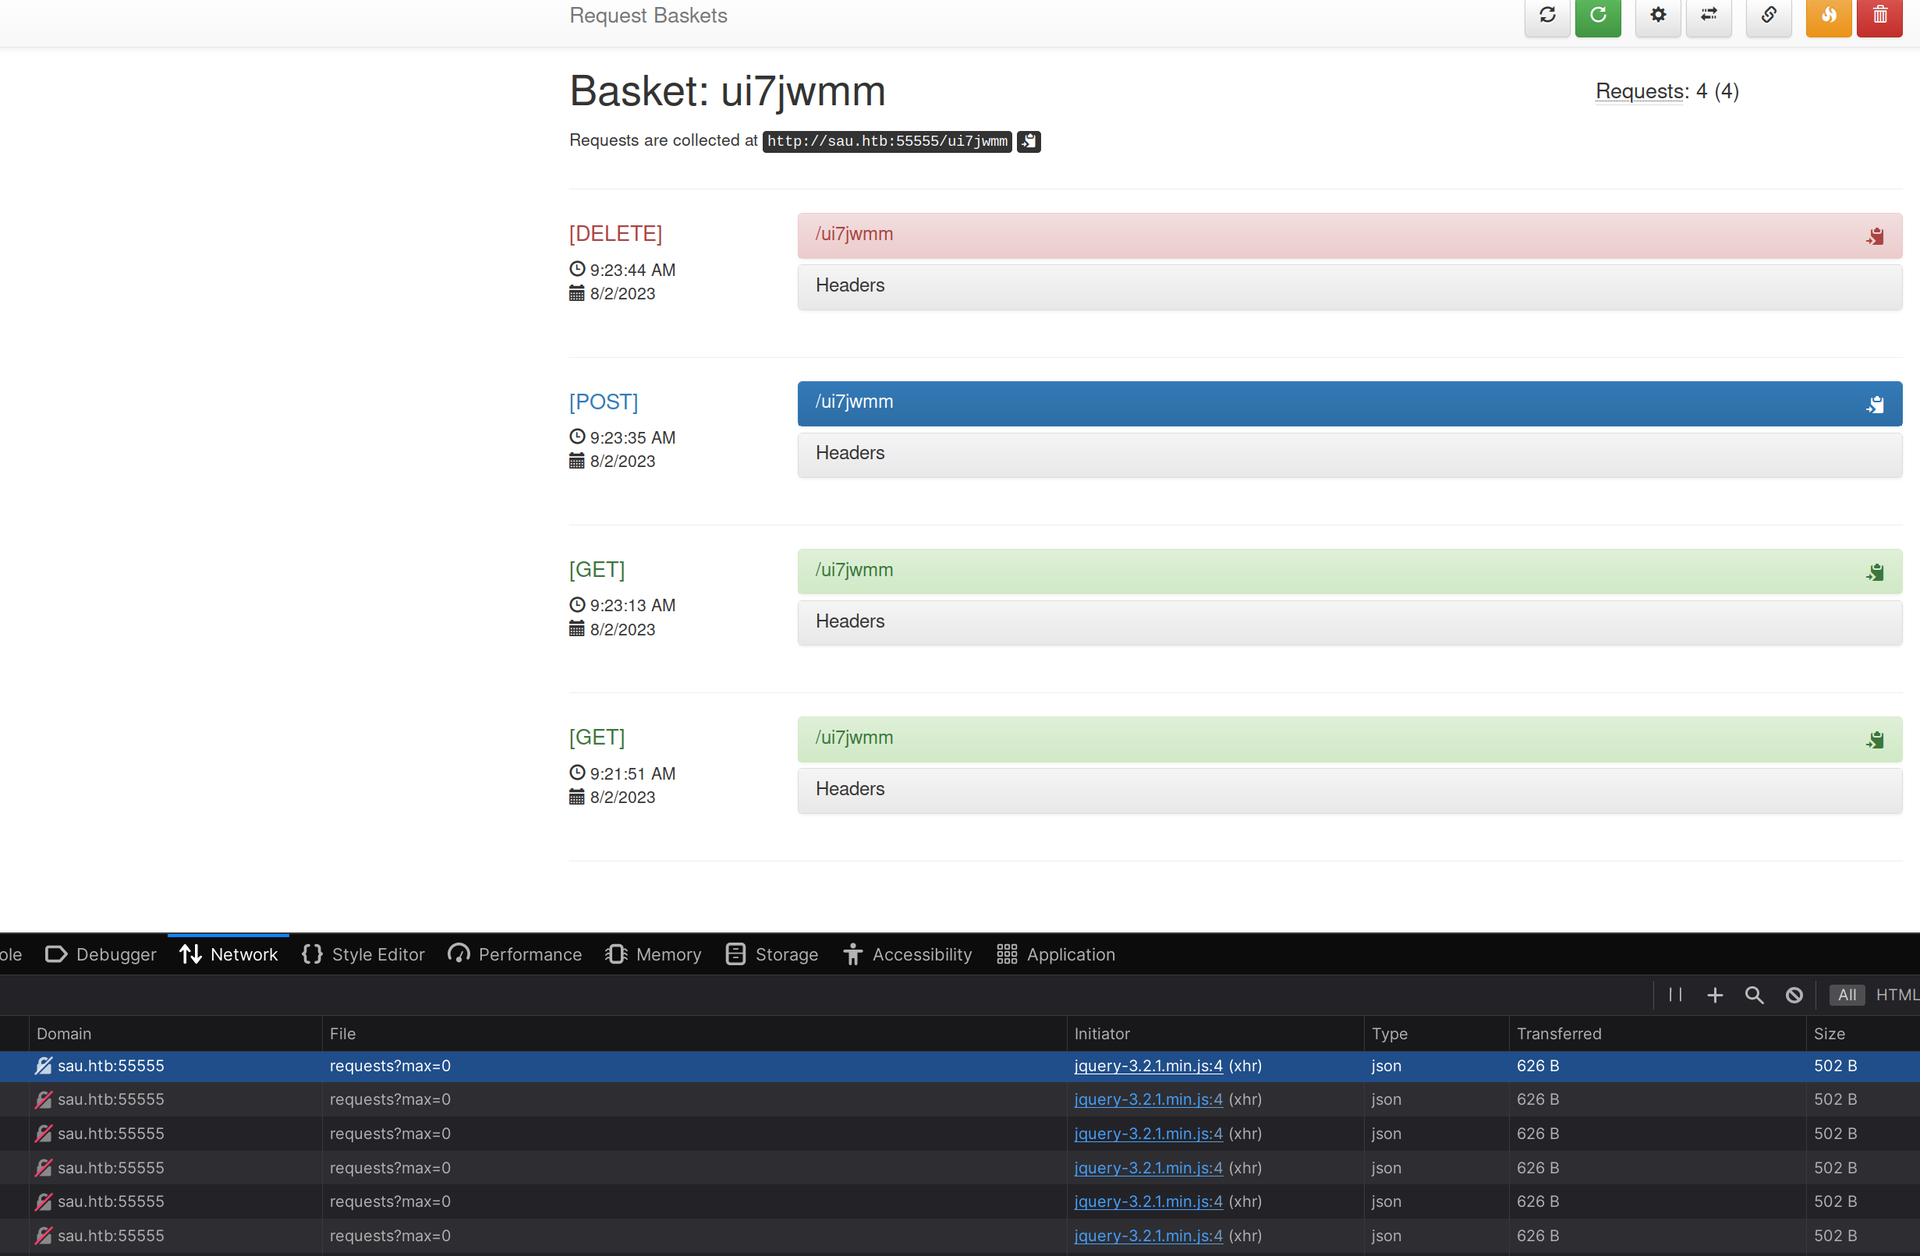 Request Baskets
Basket: ui7jwmm
Requests: 4 (4)
Requests are collected at http://sau.htb:55555/ui7jwmm
[DELETE]
/ui7jwmm
9:23:44 AM
8/2/2023
Headers
[POST]
/ui7jwmm
9:23:35 AM
8/2/2023
Headers
[GET]
/ui7jwmm
9:23:13 AM
8/2/2023
Headers
[GET]
/ui7jwmm
9:21:51 AM
8/2/2023
Headers
ole Debugger Network Style Editor Performance Memory Storage Accessibility Application
All HTML
Domain File Initiator Type Transferred Size
sau.htb:55555 requests?max=0 jquery-3.2.1.min.js:4 (xhr) json 626 B 502 B
sau.htb:55555 requests?max=0 jquery-3.2.1.min.js:4 (xhr) json 626 B 502 B
sau.htb:55555 requests?max=0 jquery-3.2.1.min.js:4 (xhr) json 626 B 502 B
sau.htb:55555 requests?max=0 jquery-3.2.1.min.js:4 (xhr) json 626 B 502 B
sau.htb:55555 requests?max=0 jquery-3.2.1.min.js:4 (xhr) json 626 B 502 B
sau.htb:55555 requests?max=0 jquery-3.2.1.min.js:4 (xhr) json 626 B 502 B